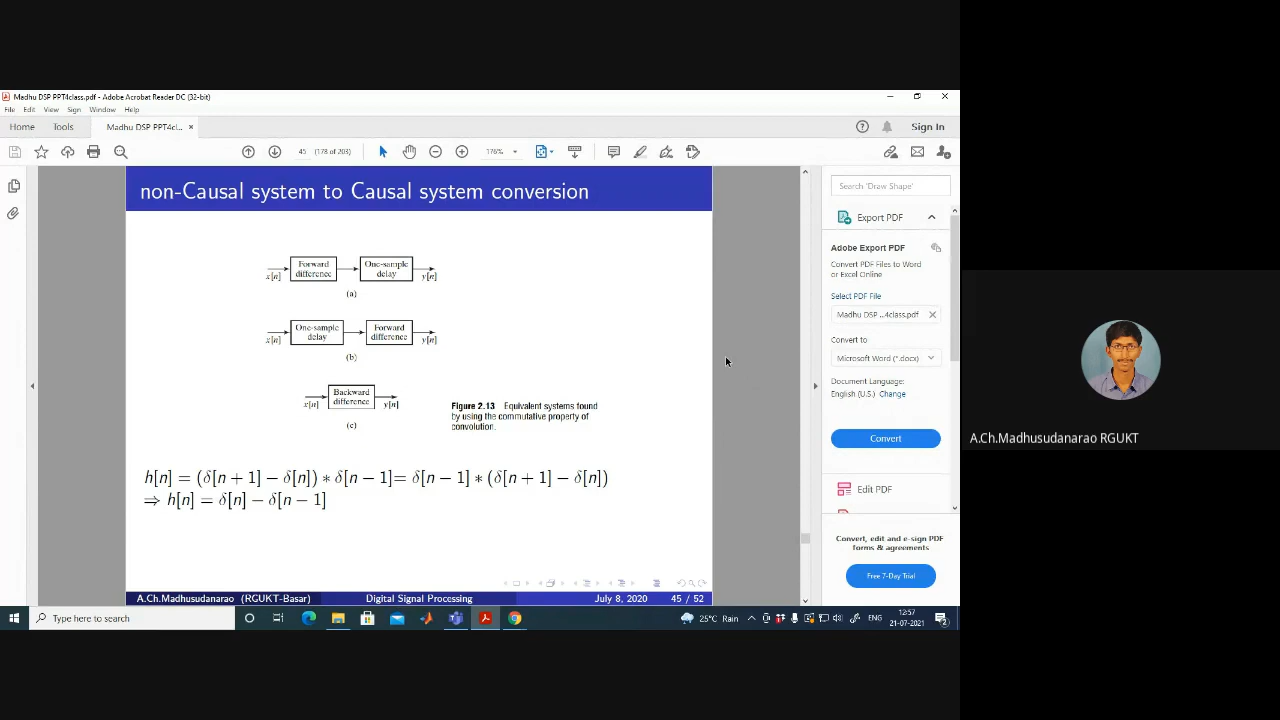 Madhu DSP PPT4class.pdf - Adobe Acrobat Reader DC (32-bit)
File Edit View Sign Window Help
Home Tools Madhu DSP PPT4cl... × Sign In
45 (178 of 203) 176%
non-Causal system to Causal system conversion
x[n] Forward difference One-sample delay y[n]
(a)
x[n] One-sample delay Forward difference y[n]
(b)
x[n] Backward difference y[n]
(c)
Figure 2.13 Equivalent systems found
by using the commutative property of
convolution.
h[n] = (δ[n + 1] − δ[n]) ∗ δ[n − 1]= δ[n − 1] ∗ (δ[n + 1] − δ[n])
⇒ h[n] = δ[n] − δ[n − 1]
A.Ch.Madhusudanarao (RGUKT-Basar) Digital Signal Processing July 8, 2020 45 / 52
Search 'Draw Shape'
Export PDF
Adobe Export PDF
Convert PDF Files to Word
or Excel Online
Select PDF File
Madhu DSP ...4class.pdf
Convert to
Microsoft Word (*.docx)
Document Language:
English (U.S.) Change
Convert
Edit PDF
Convert, edit and e-sign PDF
forms & agreements
Free 7-Day Trial
A.Ch.Madhusudanarao RGUKT
Type here to search
25°C Rain ENG 12:57
21-07-2021 2